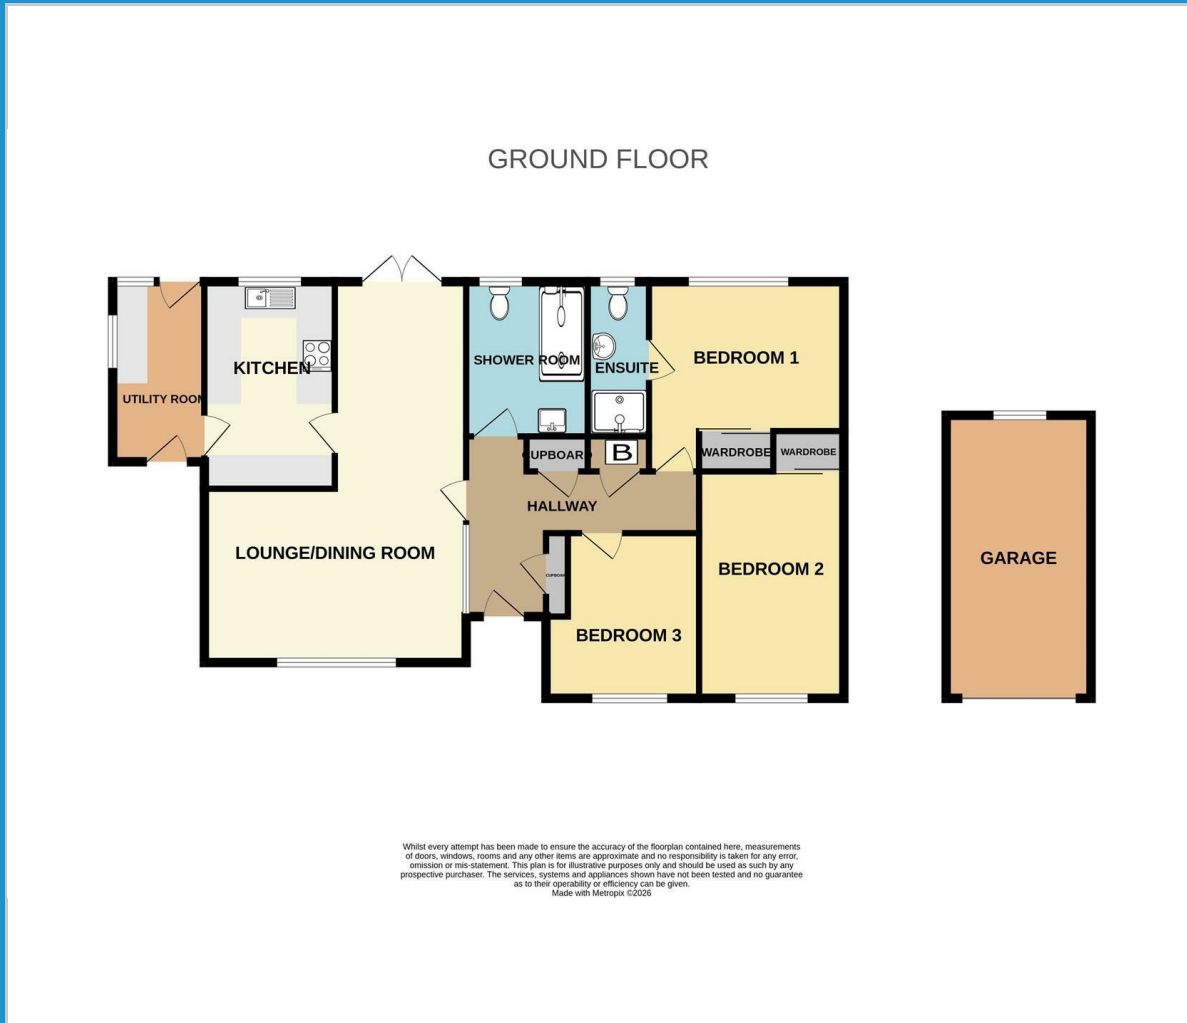 GROUND FLOOR
KITCHEN
UTILITY ROOM
SHOWER ROOM
ENSUITE
BEDROOM 1
CUPBOARD
B
WARDROBE
WARDROBE
HALLWAY
LOUNGE/DINING ROOM
CUPBOARD
BEDROOM 2
BEDROOM 3
GARAGE
Whilst every attempt has been made to ensure the accuracy of the floorplan contained here, measurements
of doors, windows, rooms and any other items are approximate and no responsibility is taken for any error,
omission or mis-statement. This plan is for illustrative purposes only and should be used as such by any
prospective purchaser. The services, systems and appliances shown have not been tested and no guarantee
as to their operability or efficiency can be given.
Made with Metropix ©2026